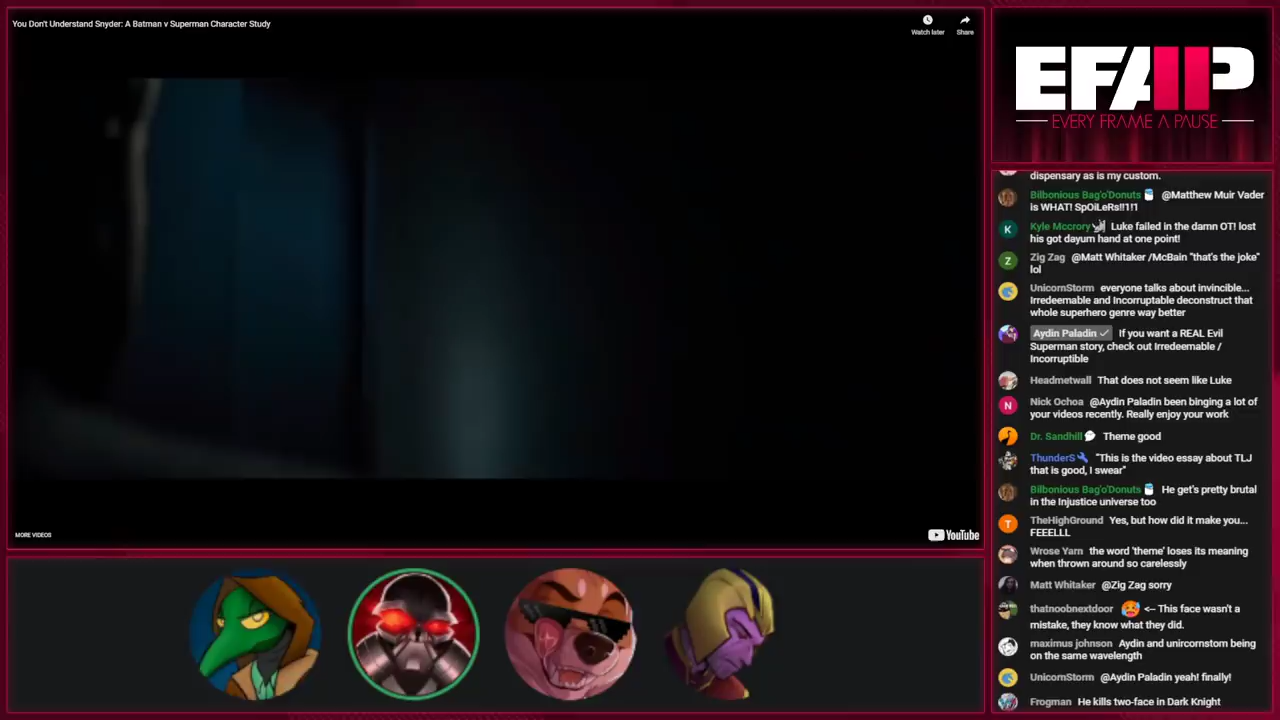 You Don't Understand Snyder: A Batman v Superman Character Study
Watch later
Share
MORE VIDEOS
YouTube
EFAP
EVERY FRAME A PAUSE
dispensary as is my custom.
Bilbonious Bag'o'Donuts @Matthew Muir Vader
is WHAT! SpOiLeRs!!1!1
K
Kyle Mccrory Luke failed in the damn OT! lost
his got dayum hand at one point!
Z
Zig Zag @Matt Whitaker /McBain "that's the joke"
lol
UnicornStorm everyone talks about invincible...
Irredeemable and Incorruptable deconstruct that
whole superhero genre way better
Aydin Paladin ✓ If you want a REAL Evil
Superman story, check out Irredeemable /
Incorruptible
Headmetwall That does not seem like Luke
N
Nick Ochoa @Aydin Paladin been binging a lot of
your videos recently. Really enjoy your work
Dr. Sandhill Theme good
ThunderS "This is the video essay about TLJ
that is good, I swear"
Bilbonious Bag'o'Donuts He get's pretty brutal
in the Injustice universe too
T
TheHighGround Yes, but how did it make you...
FEEELLL
Wrose Yarn the word 'theme' loses its meaning
when thrown around so carelessly
Matt Whitaker @Zig Zag sorry
thatnoobnextdoor 🥵 <-- This face wasn't a
mistake, they know what they did.
maximus johnson Aydin and unircornstom being
on the same wavelength
UnicornStorm @Aydin Paladin yeah! finally!
Frogman He kills two-face in Dark Knight